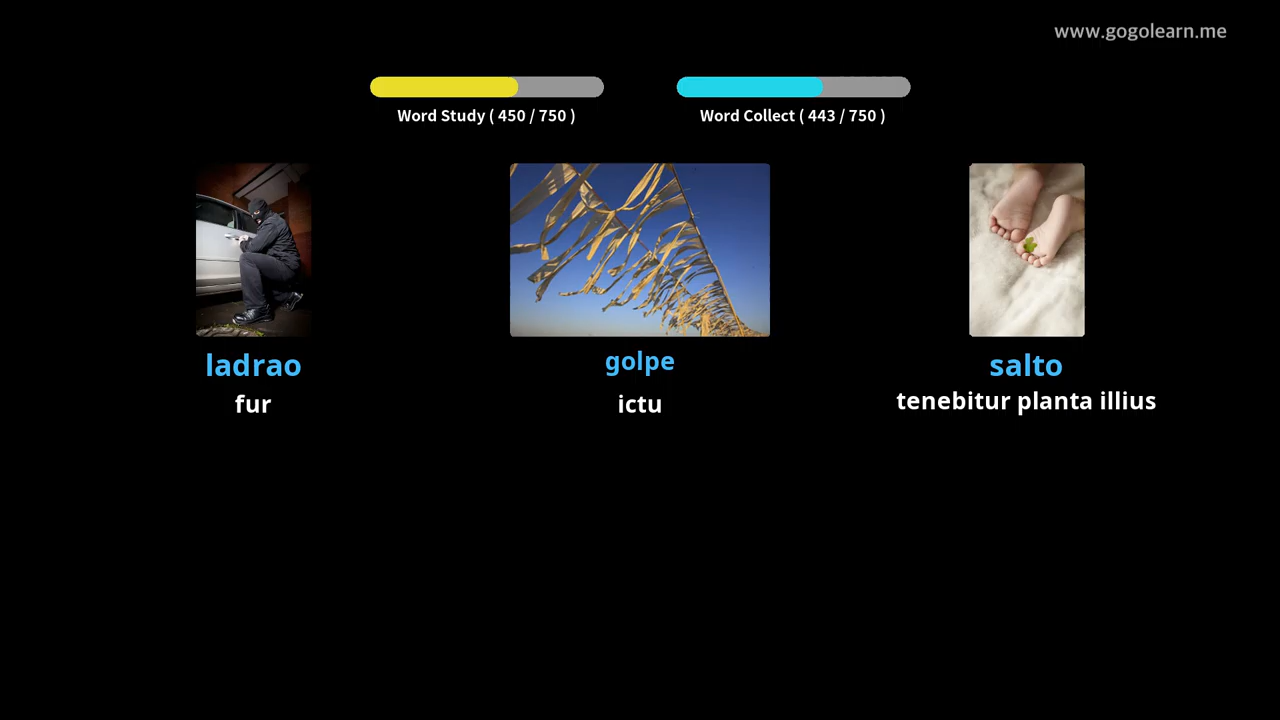 www.gogolearn.me
Word Study ( 450 / 750 )
Word Collect ( 443 / 750 )
ladrao
golpe
salto
fur
ictu
tenebitur planta illius